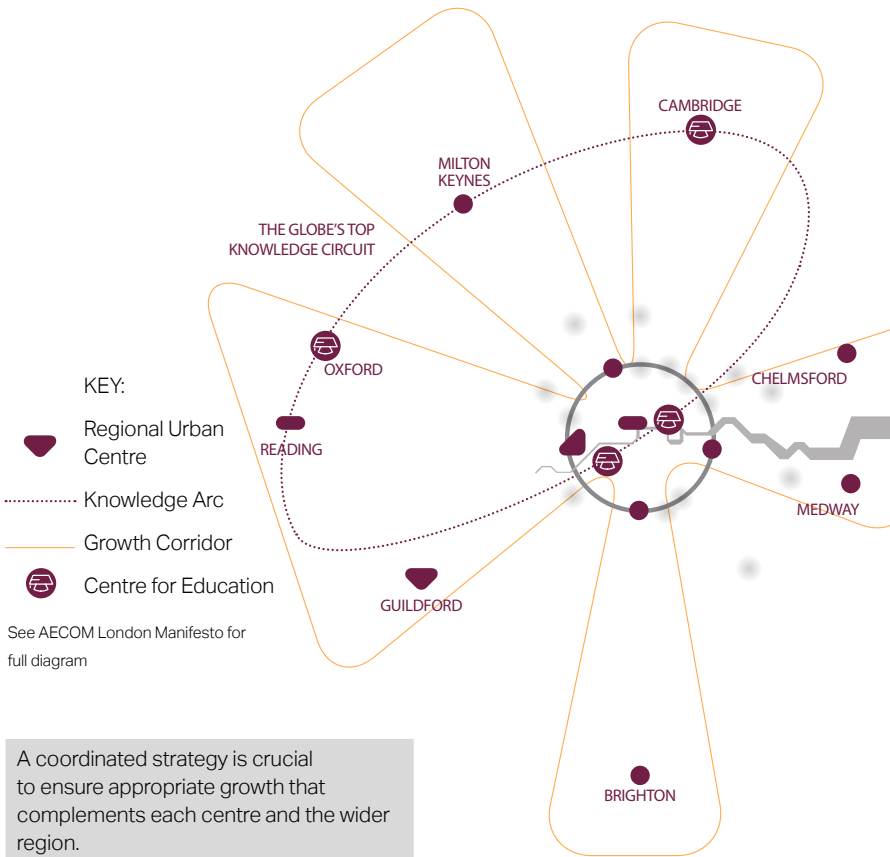 CAMBRIDGE
MILTON
KEYNES
THE GLOBE'S TOP
KNOWLEDGE CIRCUIT
OXFORD
CHELMSFORD
READING
MEDWAY
GUILDFORD
BRIGHTON
KEY:
Regional Urban
Centre
Knowledge Arc
Growth Corridor
Centre for Education
See AECOM London Manifesto for
full diagram
A coordinated strategy is crucial
to ensure appropriate growth that
complements each centre and the wider
region.